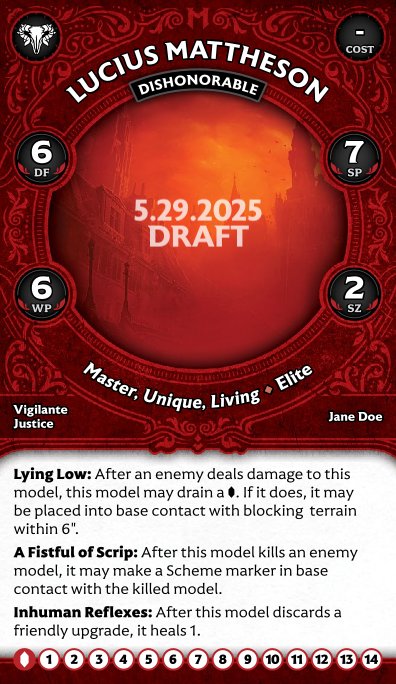 -
COST
LUCIUS MATTHESON
DISHONORABLE
6
DF
7
SP
5.29.2025
DRAFT
6
WP
2
SZ
Master, Unique, Living ⬥ Elite
Vigilante
Justice
Jane Doe
Lying Low: After an enemy deals damage to this
model, this model may drain a ⬧. If it does, it may
be placed into base contact with blocking terrain
within 6".
A Fistful of Scrip: After this model kills an enemy
model, it may make a Scheme marker in base
contact with the killed model.
Inhuman Reflexes: After this model discards a
friendly upgrade, it heals 1.
1 2 3 4 5 6 7 8 9 10 11 12 13 14